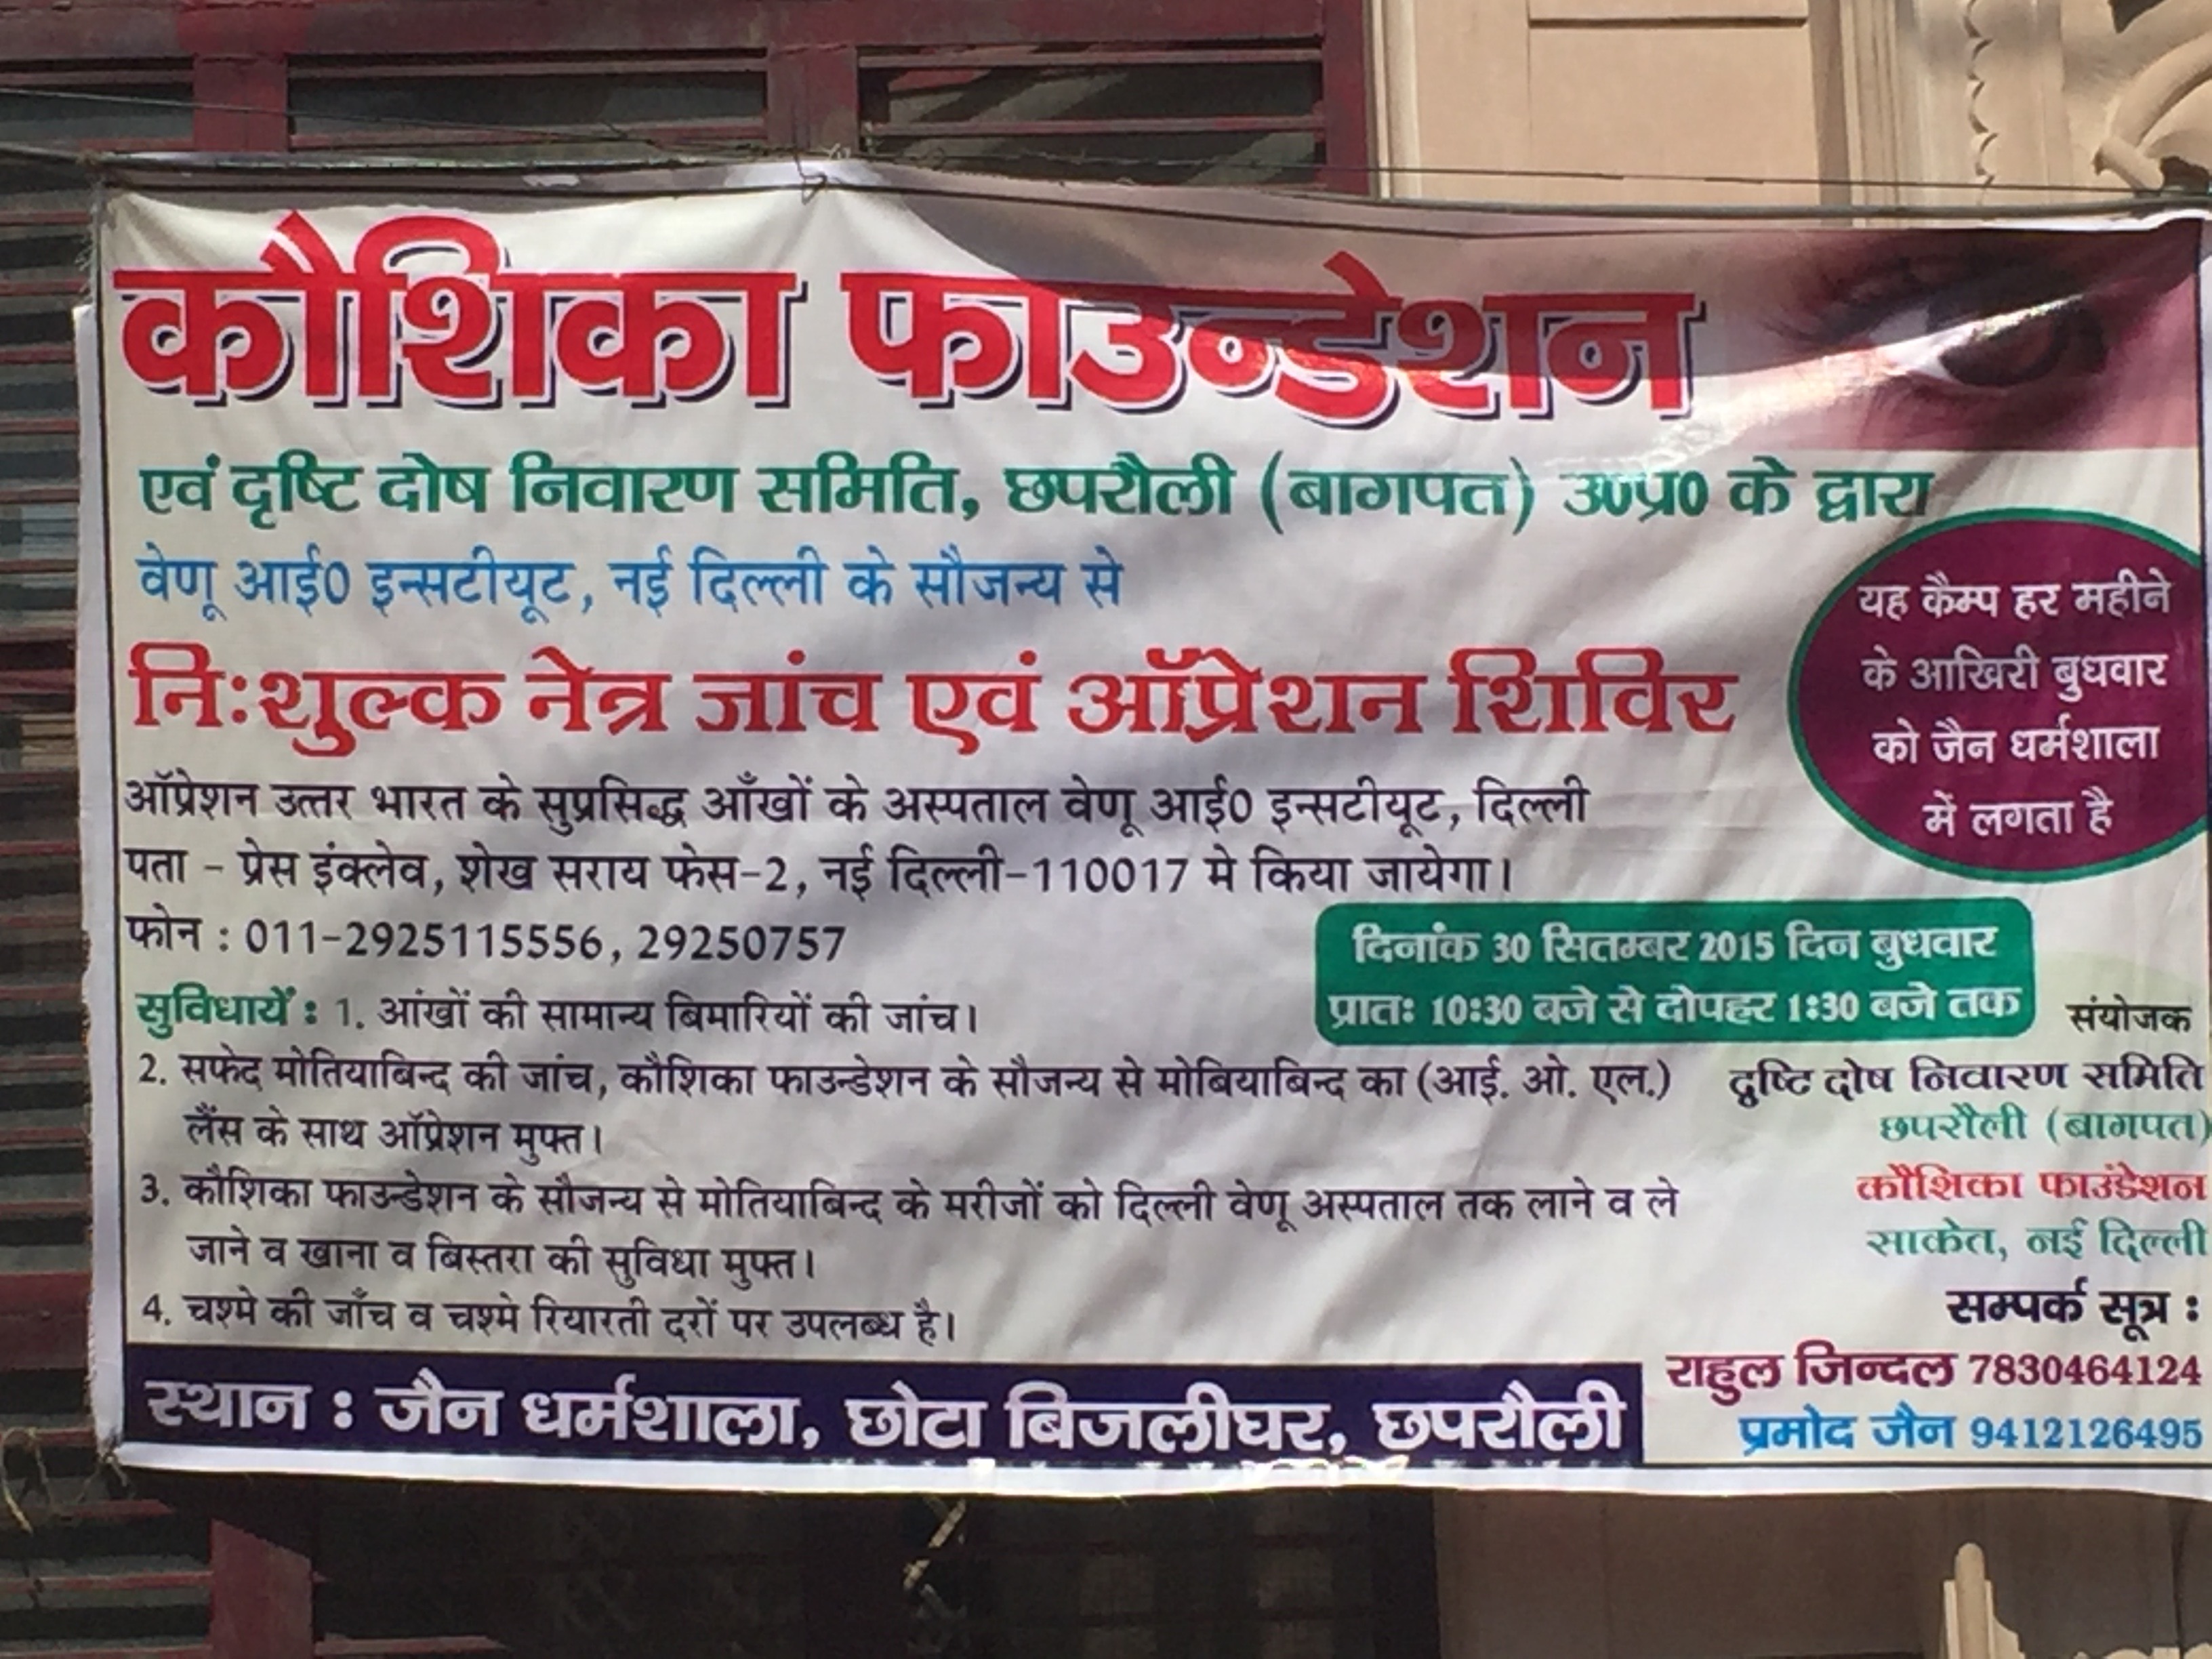 कौशिका फाउन्डेशन
एवं दृष्टि दोष निवारण समिति, छपरौली (बागपत) उ०प्र० के द्वारा
वेणू आई० इन्सटीयूट, नई दिल्ली के सौजन्य से
निःशुल्क नेत्र जांच एवं ऑप्रेशन शिविर
यह कैम्प हर महीने
के आखिरी बुधवार
को जैन धर्मशाला
में लगता है
ऑप्रेशन उत्तर भारत के सुप्रसिद्ध आँखों के अस्पताल वेणू आई० इन्सटीयूट, दिल्ली
पता - प्रेस इंक्लेव, शेख सराय फेस-2, नई दिल्ली-110017 मे किया जायेगा।
फोन : 011-2925115556, 29250757
दिनांक 30 सितम्बर 2015 दिन बुधवार
प्रातः 10:30 बजे से दोपहर 1:30 बजे तक
सुविधायें : 1. आंखों की सामान्य बिमारियों की जांच।
2. सफेद मोतियाबिन्द की जांच, कौशिका फाउन्डेशन के सौजन्य से मोबियाबिन्द का (आई. ओ. एल.)
लैंस के साथ ऑप्रेशन मुफ्त।
3. कौशिका फाउन्डेशन के सौजन्य से मोतियाबिन्द के मरीजों को दिल्ली वेणू अस्पताल तक लाने व ले
जाने व खाना व बिस्तरा की सुविधा मुफ्त।
4. चश्मे की जाँच व चश्मे रियारती दरों पर उपलब्ध है।
संयोजक
दृष्टि दोष निवारण समिति
छपरौली (बागपत)
कौशिका फाउंडेशन
साकेत, नई दिल्ली
सम्पर्क सूत्र :
राहुल जिन्दल 7830464124
प्रमोद जैन 9412126495
स्थान : जैन धर्मशाला, छोटा बिजलीघर, छपरौली